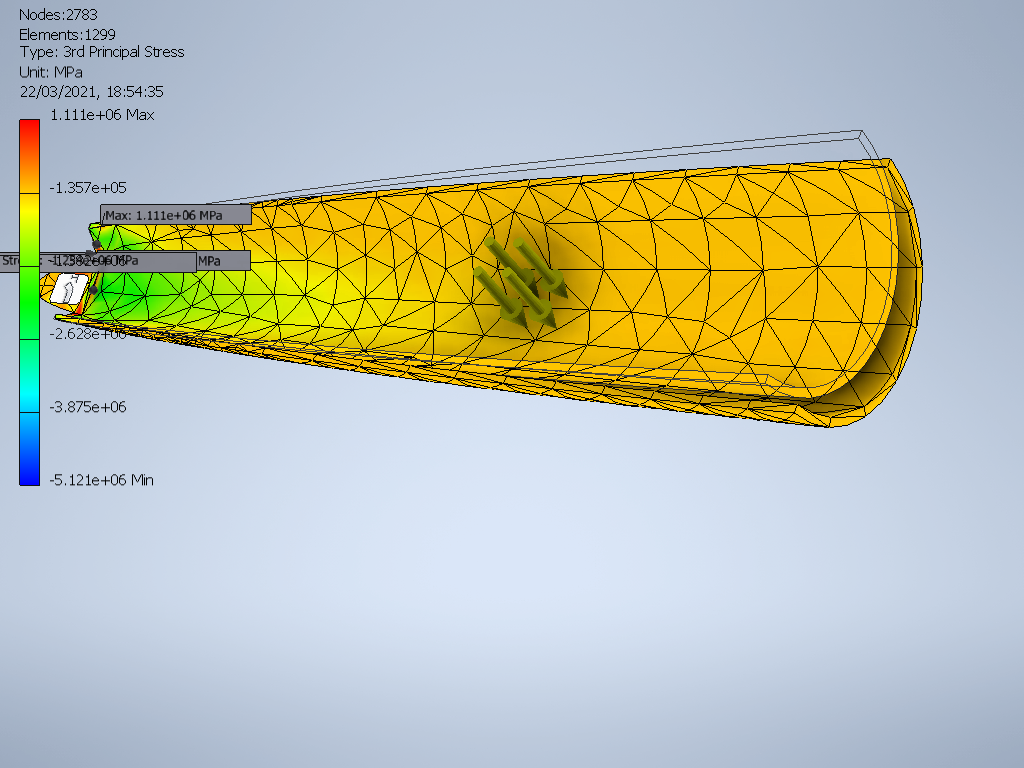 Nodes:2783
Elements:1299
Type: 3rd Principal Stress
Unit: MPa
22/03/2021, 18:54:35
1.111e+06 Max
-1.357e+05
Max: 1.111e+06 MPa
MPa
-2.628e+06
-3.875e+06
-5.121e+06 Min